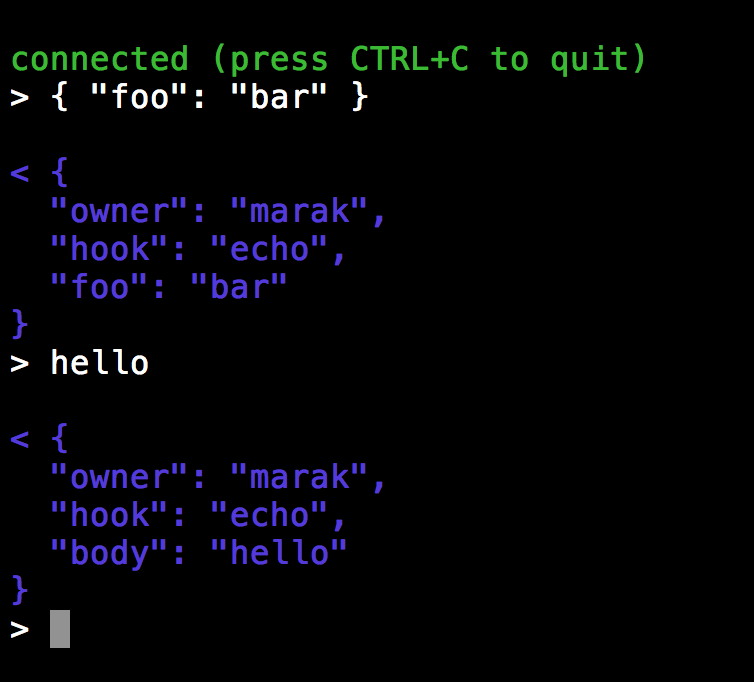 connected (press CTRL+C to quit)
> { "foo": "bar" }
< {
  "owner": "marak",
  "hook": "echo",
  "foo": "bar"
}
> hello
< {
  "owner": "marak",
  "hook": "echo",
  "body": "hello"
}
>